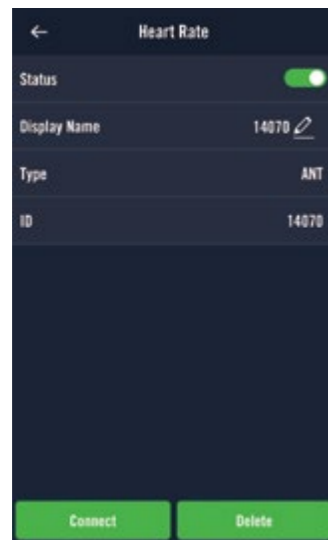 Heart Rate
Status
Display Name 14070
Type ANT
ID 14070
Connect Delete